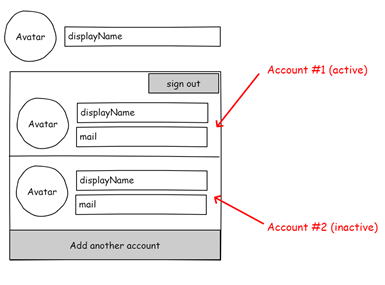 Avatar
displayName
sign out
Account #1 (active)
Avatar
displayName
mail
Avatar
displayName
mail
Account #2 (inactive)
Add another account